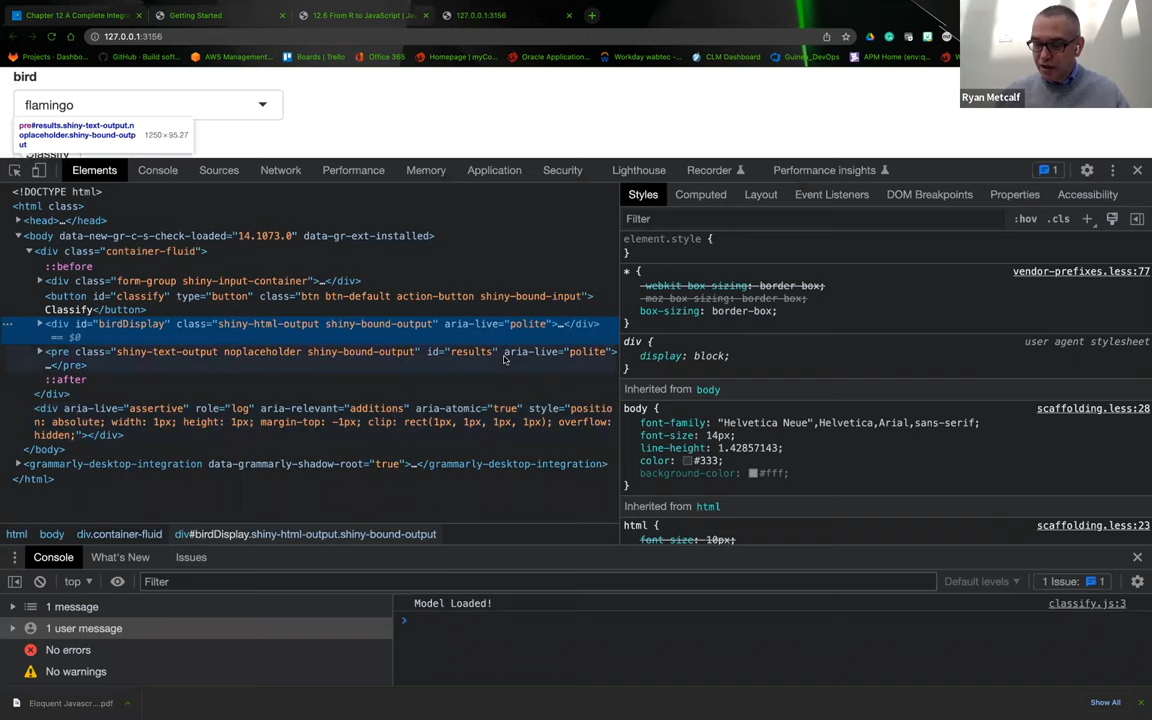 Chapter 12 A Complete Integr
Getting Started
12.6 From R to JavaScript | Ja
127.0.0.1:3156
127.0.0.1:3156
Projects - Dashbo...
GitHub · Build soft...
AWS Management...
Boards | Trello
Office 365
Homepage | myCo...
Oracle Application...
Workday wabtec -...
CLM Dashboard
Guinea_DevOps
APM Home (env:q...
bird
flamingo
pre#results.shiny-text-output.n
oplaceholder.shiny-bound-outp
ut
1250 × 95.27
Classify
Ryan Metcalf
Elements Console Sources Network Performance Memory Application Security Lighthouse Recorder Performance insights 1
<!DOCTYPE html>
<html class>
<head>…</head>
<body data-new-gr-c-s-check-loaded="14.1073.0" data-gr-ext-installed>
<div class="container-fluid">
::before
<div class="form-group shiny-input-container">…</div>
<button id="classify" type="button" class="btn btn-default action-button shiny-bound-input">
Classify</button>
<div id="birdDisplay" class="shiny-html-output shiny-bound-output" aria-live="polite">…</div>
== $0
<pre class="shiny-text-output noplaceholder shiny-bound-output" id="results" aria-live="polite">
…</pre>
::after
</div>
<div aria-live="assertive" role="log" aria-relevant="additions" aria-atomic="true" style="positio
n: absolute; width: 1px; height: 1px; margin-top: -1px; clip: rect(1px, 1px, 1px, 1px); overflow:
hidden;"></div>
</body>
<grammarly-desktop-integration data-grammarly-shadow-root="true">…</grammarly-desktop-integration>
</html>
html body div.container-fluid div#birdDisplay.shiny-html-output.shiny-bound-output
Styles Computed Layout Event Listeners DOM Breakpoints Properties Accessibility
Filter
:hov .cls
element.style {
}
* {
vendor-prefixes.less:77
-webkit-box-sizing: border-box;
-moz-box-sizing: border-box;
box-sizing: border-box;
}
div {
user agent stylesheet
display: block;
}
Inherited from body
body {
scaffolding.less:28
font-family: "Helvetica Neue",Helvetica,Arial,sans-serif;
font-size: 14px;
line-height: 1.42857143;
color: #333;
background-color: #fff;
}
Inherited from html
html {
scaffolding.less:23
font-size: 10px;
Console What's New Issues
top
Filter
Default levels
1 Issue: 1
1 message
1 user message
No errors
No warnings
Model Loaded!
classify.js:3
Eloquent Javascr....pdf
Show All